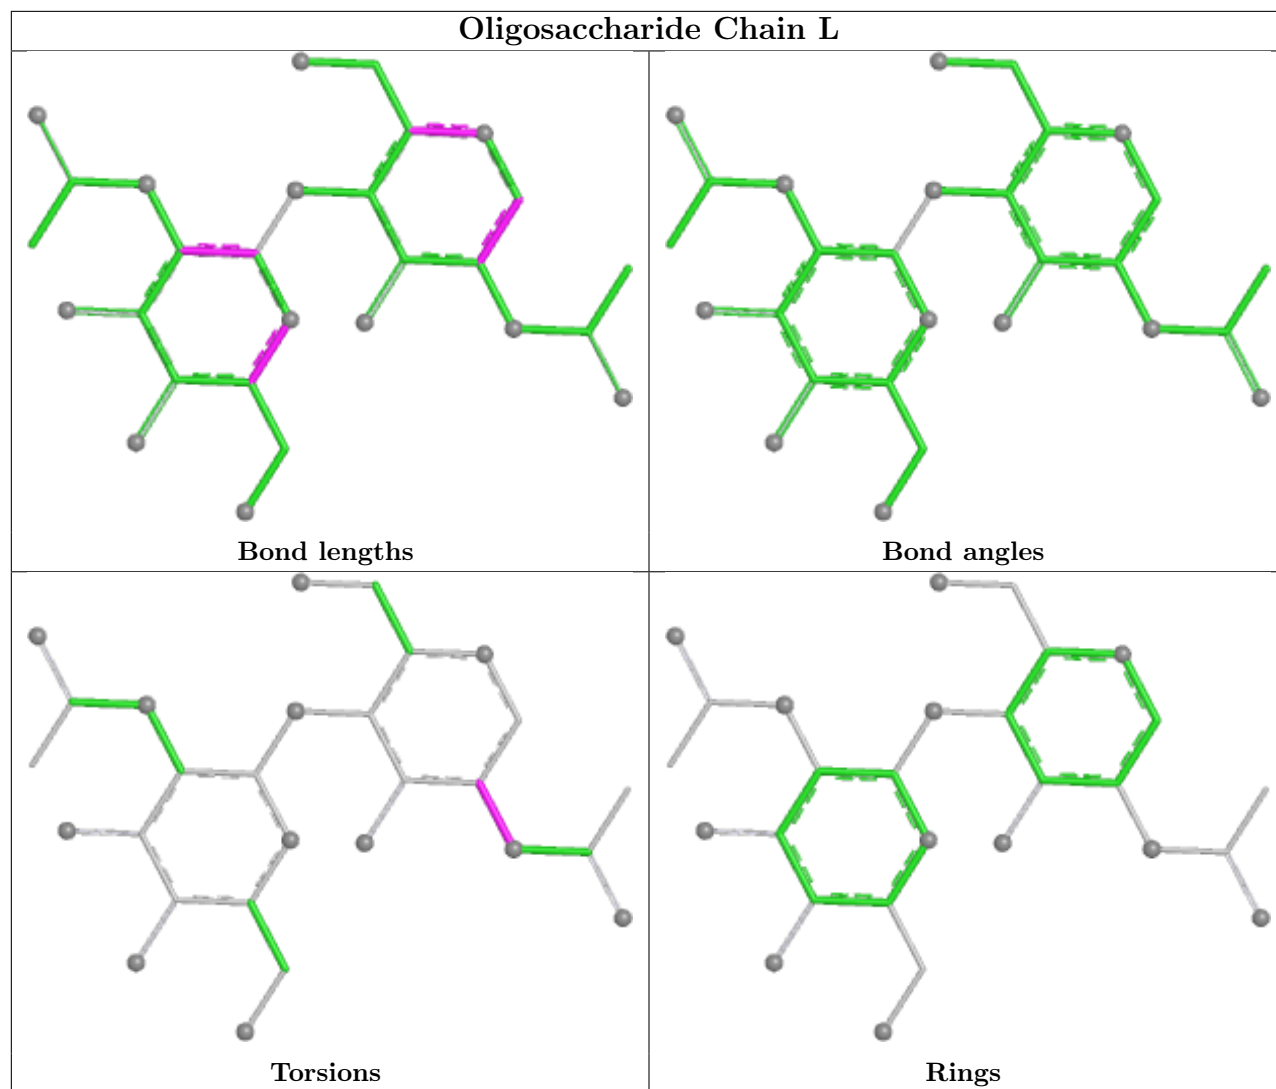 Oligosaccharide Chain L
Bond lengths
Bond angles
Torsions
Rings